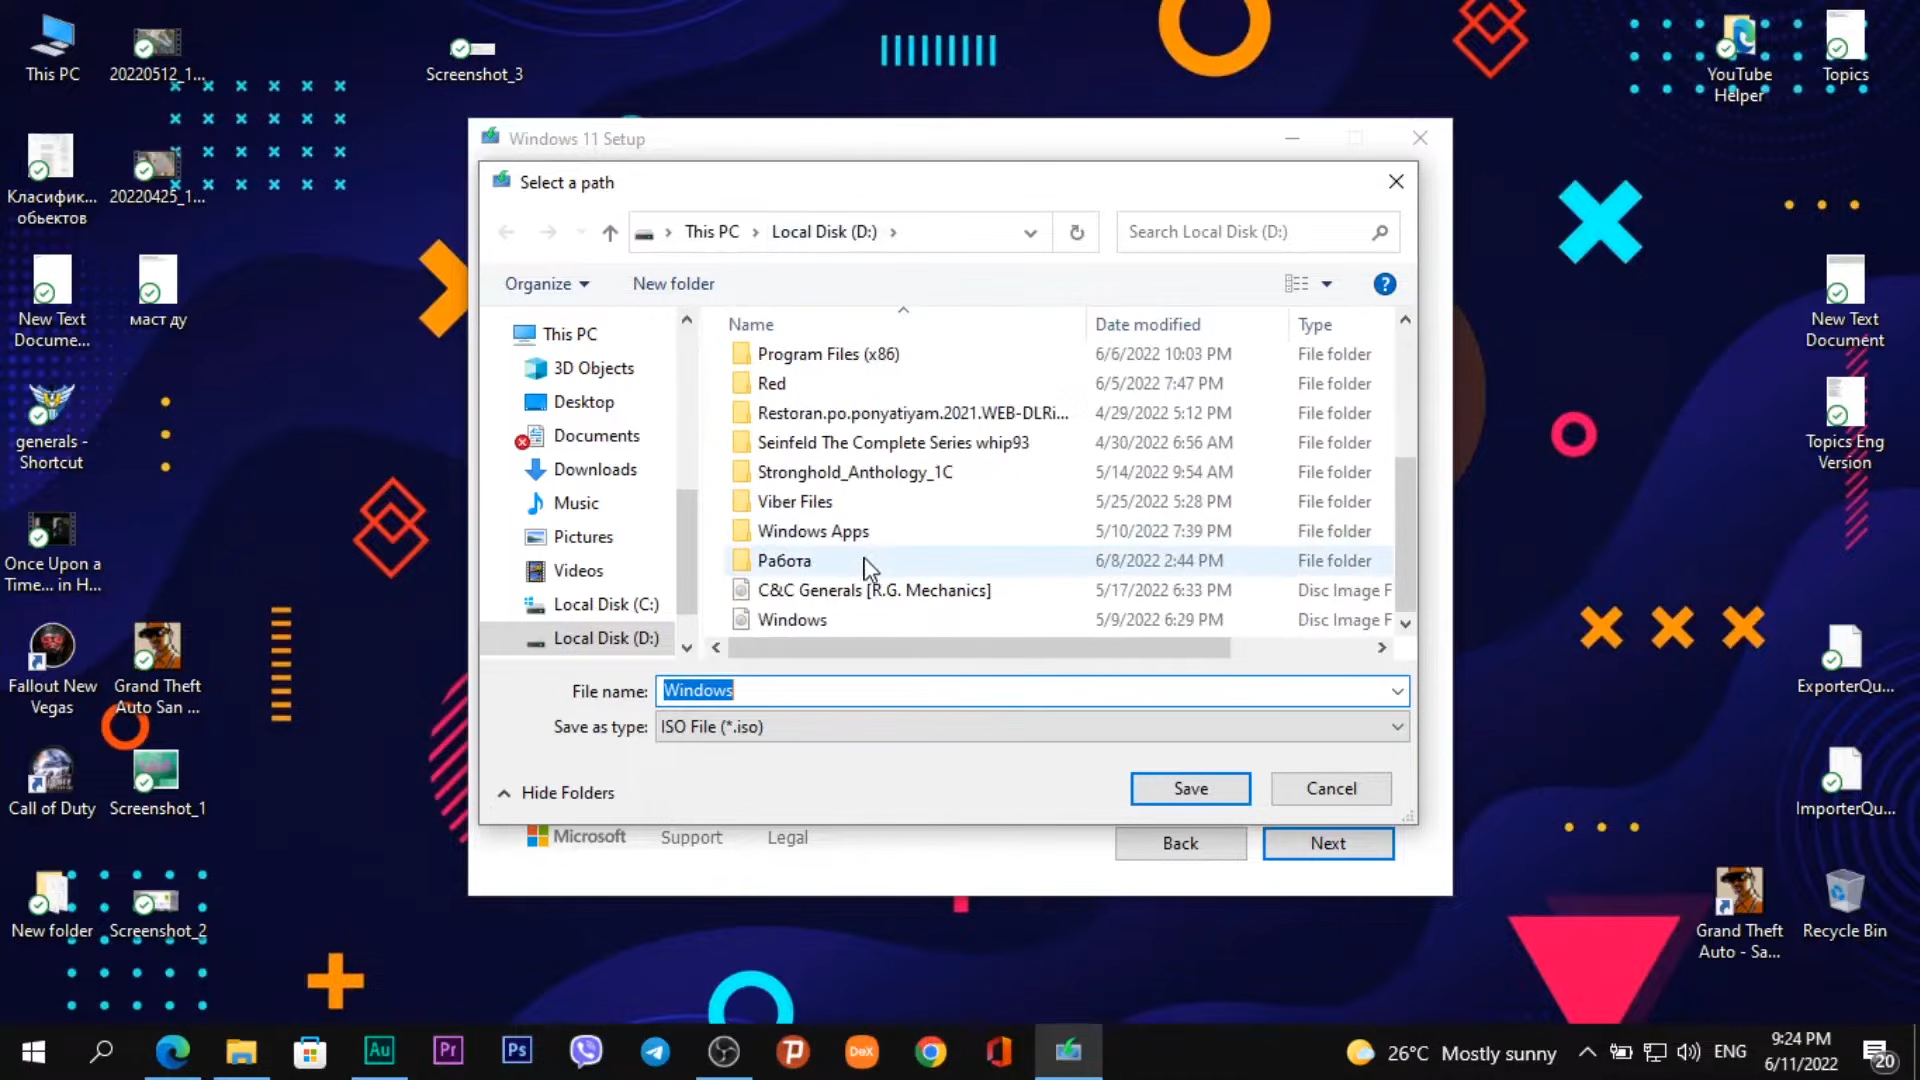 This PC
20220512_1...
Screenshot_3
YouTube
Helper
Topics
Класифик...
обьектов
20220425_1...
New Text
Docume...
маст ду
New Text
Document
generals -
Shortcut
Topics Eng
Version
Once Upon a
Time... in H...
Fallout New
Vegas
Grand Theft
Auto San ...
ExporterQu...
Call of Duty
Screenshot_1
ImporterQu...
New folder
Screenshot_2
Grand Theft
Auto - Sa...
Recycle Bin
Windows 11 Setup
Select a path
This PC
Local Disk (D:)
Search Local Disk (D:)
Organize
New folder
?
This PC
3D Objects
Desktop
Documents
Downloads
Music
Pictures
Videos
Local Disk (C:)
Local Disk (D:)
Name Date modified Type
Program Files (x86) 6/6/2022 10:03 PM File folder
Red 6/5/2022 7:47 PM File folder
Restoran.po.ponyatiyam.2021.WEB-DLRi... 4/29/2022 5:12 PM File folder
Seinfeld The Complete Series whip93 4/30/2022 6:56 AM File folder
Stronghold_Anthology_1C 5/14/2022 9:54 AM File folder
Viber Files 5/25/2022 5:28 PM File folder
Windows Apps 5/10/2022 7:39 PM File folder
Работа 6/8/2022 2:44 PM File folder
C&C Generals [R.G. Mechanics] 5/17/2022 6:33 PM Disc Image F
Windows 5/9/2022 6:29 PM Disc Image F
File name: Windows
Save as type: ISO File (*.iso)
Hide Folders
Save
Cancel
Microsoft
Support
Legal
Back
Next
Au
Pr
Ps
DeX
26°C Mostly sunny
ENG
9:24 PM
6/11/2022
20